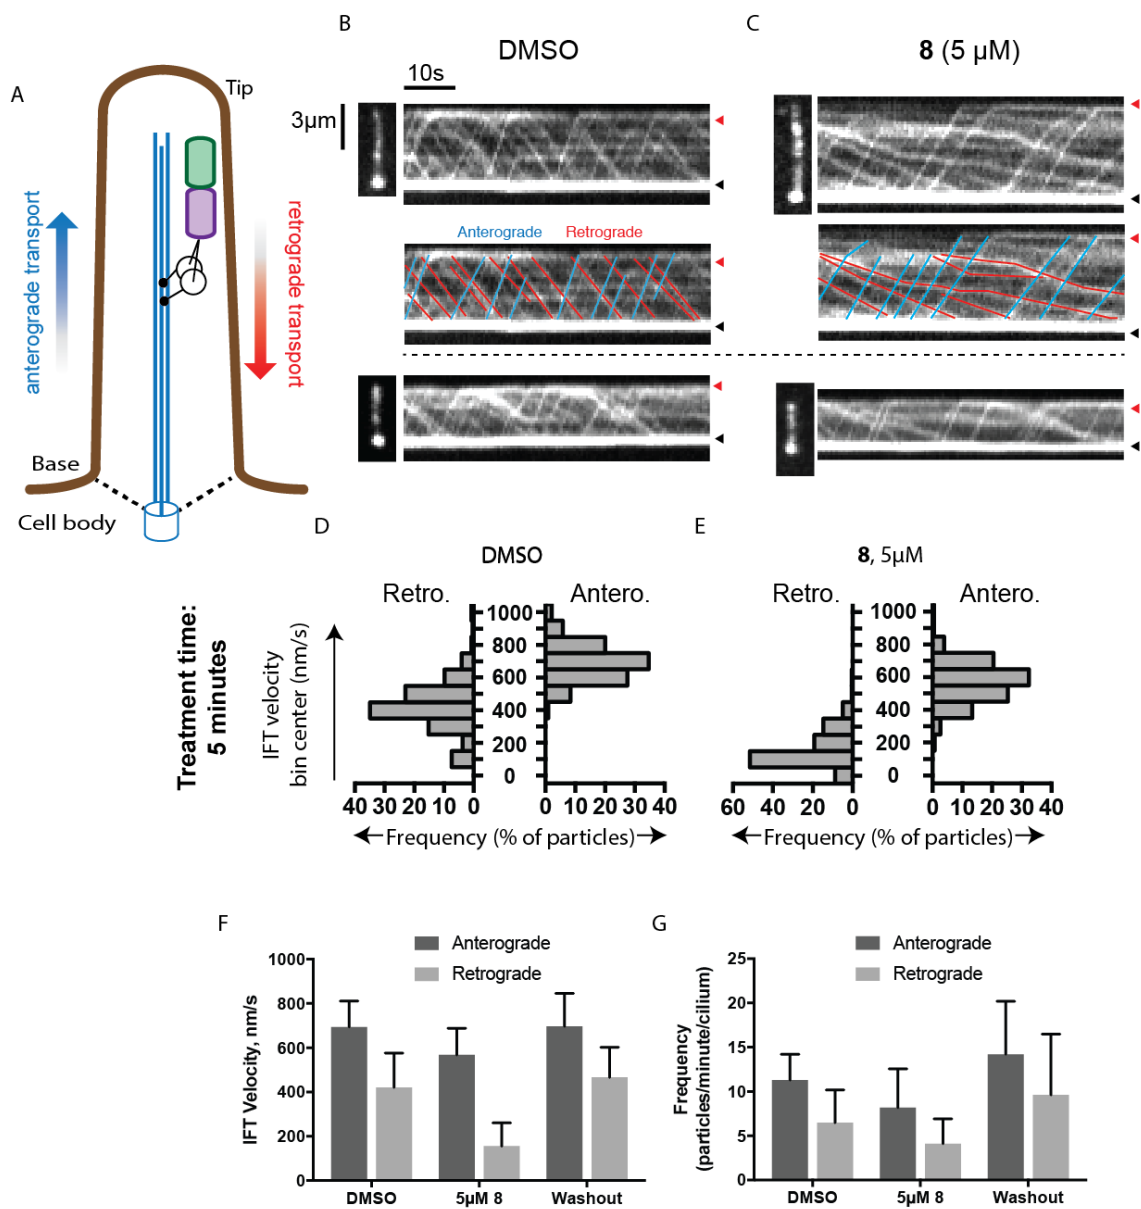 A
Tip
anterograde transport
retrograde transport
Base
Cell body
B
DMSO
10s
3µm
Anterograde Retrograde
C
8 (5 µM)
D
DMSO
Retro. Antero.
Treatment time:
5 minutes
IFT velocity
bin center (nm/s)
1000
800
600
400
200
0
40 20 0 0 10 20 30 40
Frequency (% of particles)
E
8, 5µM
Retro. Antero.
1000
800
600
400
200
0
60 40 20 0 0 10 20 30 40
Frequency (% of particles)
F
Anterograde
Retrograde
IFT Velocity, nm/s
1000
800
600
400
200
0
DMSO 5µM 8 Washout
G
Anterograde
Retrograde
Frequency
(particles/minute/cilium)
25
20
15
10
5
0
DMSO 5µM 8 Washout